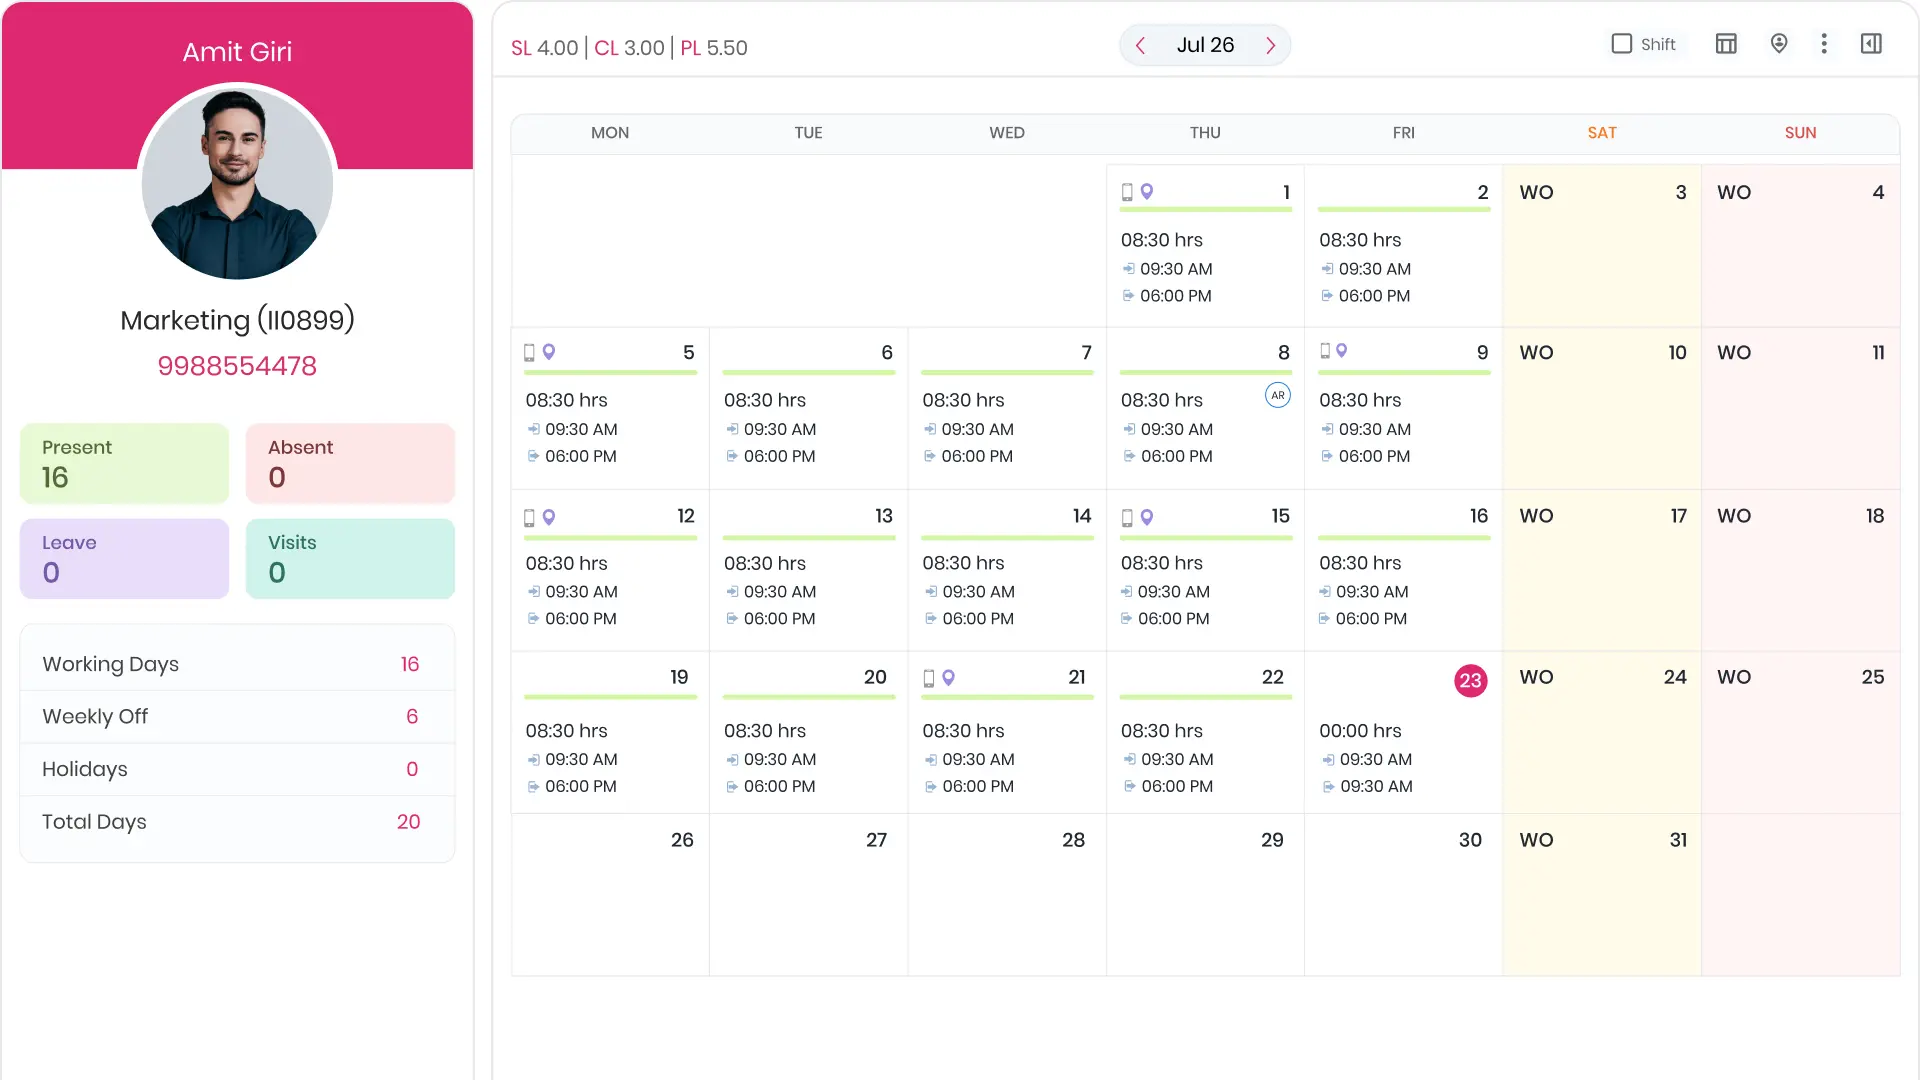 Amit Giri
Marketing (II0899)
9988554478
Present
16
Absent
0
Leave
0
Visits
0
Working Days 16
Weekly Off 6
Holidays 0
Total Days 20
SL 4.00 | CL 3.00 | PL 5.50
Jul 26
Shift
MON TUE WED THU FRI SAT SUN
1 2 WO 3 WO 4
08:30 hrs 08:30 hrs
09:30 AM 09:30 AM
06:00 PM 06:00 PM
5 6 7 8 9 WO 10 WO 11
08:30 hrs 08:30 hrs 08:30 hrs 08:30 hrs AR 08:30 hrs
09:30 AM 09:30 AM 09:30 AM 09:30 AM 09:30 AM
06:00 PM 06:00 PM 06:00 PM 06:00 PM 06:00 PM
12 13 14 15 16 WO 17 WO 18
08:30 hrs 08:30 hrs 08:30 hrs 08:30 hrs 08:30 hrs
09:30 AM 09:30 AM 09:30 AM 09:30 AM 09:30 AM
06:00 PM 06:00 PM 06:00 PM 06:00 PM 06:00 PM
19 20 21 22 23 WO 24 WO 25
08:30 hrs 08:30 hrs 08:30 hrs 08:30 hrs 00:00 hrs
09:30 AM 09:30 AM 09:30 AM 09:30 AM 09:30 AM
06:00 PM 06:00 PM 06:00 PM 06:00 PM 09:30 AM
26 27 28 29 30 WO 31